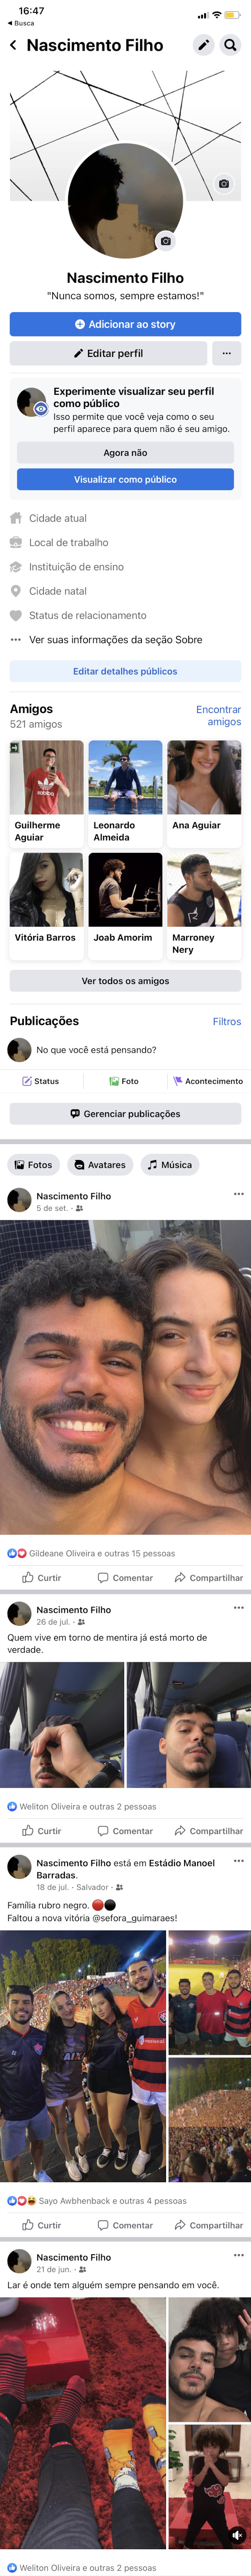 16:47
◀ Busca
Nascimento Filho
Nascimento Filho
"Nunca somos, sempre estamos!"
Adicionar ao story
Editar perfil
Experimente visualizar seu perfil
como público
Isso permite que você veja como o seu
perfil aparece para quem não é seu amigo.
Agora não
Visualizar como público
Cidade atual
Local de trabalho
Instituição de ensino
Cidade natal
Status de relacionamento
Ver suas informações da seção Sobre
Editar detalhes públicos
Amigos
Encontrar
amigos
521 amigos
Guilherme
Aguiar
Leonardo
Almeida
Ana Aguiar
Vitória Barros
Joab Amorim
Marroney
Nery
Ver todos os amigos
Publicações
Filtros
No que você está pensando?
Status
Foto
Acontecimento
Gerenciar publicações
Fotos
Avatares
Música
Nascimento Filho
5 de set. ·
Gildeane Oliveira e outras 15 pessoas
Curtir
Comentar
Compartilhar
Nascimento Filho
26 de jul. ·
Quem vive em torno de mentira já está morto de
verdade.
Weliton Oliveira e outras 2 pessoas
Curtir
Comentar
Compartilhar
Nascimento Filho está em Estádio Manoel
Barradas.
18 de jul. · Salvador ·
Família rubro negro. 🔴⚫
Faltou a nova vitória @sefora_guimaraes!
Sayo Awbhenback e outras 4 pessoas
Curtir
Comentar
Compartilhar
Nascimento Filho
21 de jun. ·
Lar é onde tem alguém sempre pensando em você.
Weliton Oliveira e outras 2 pessoas